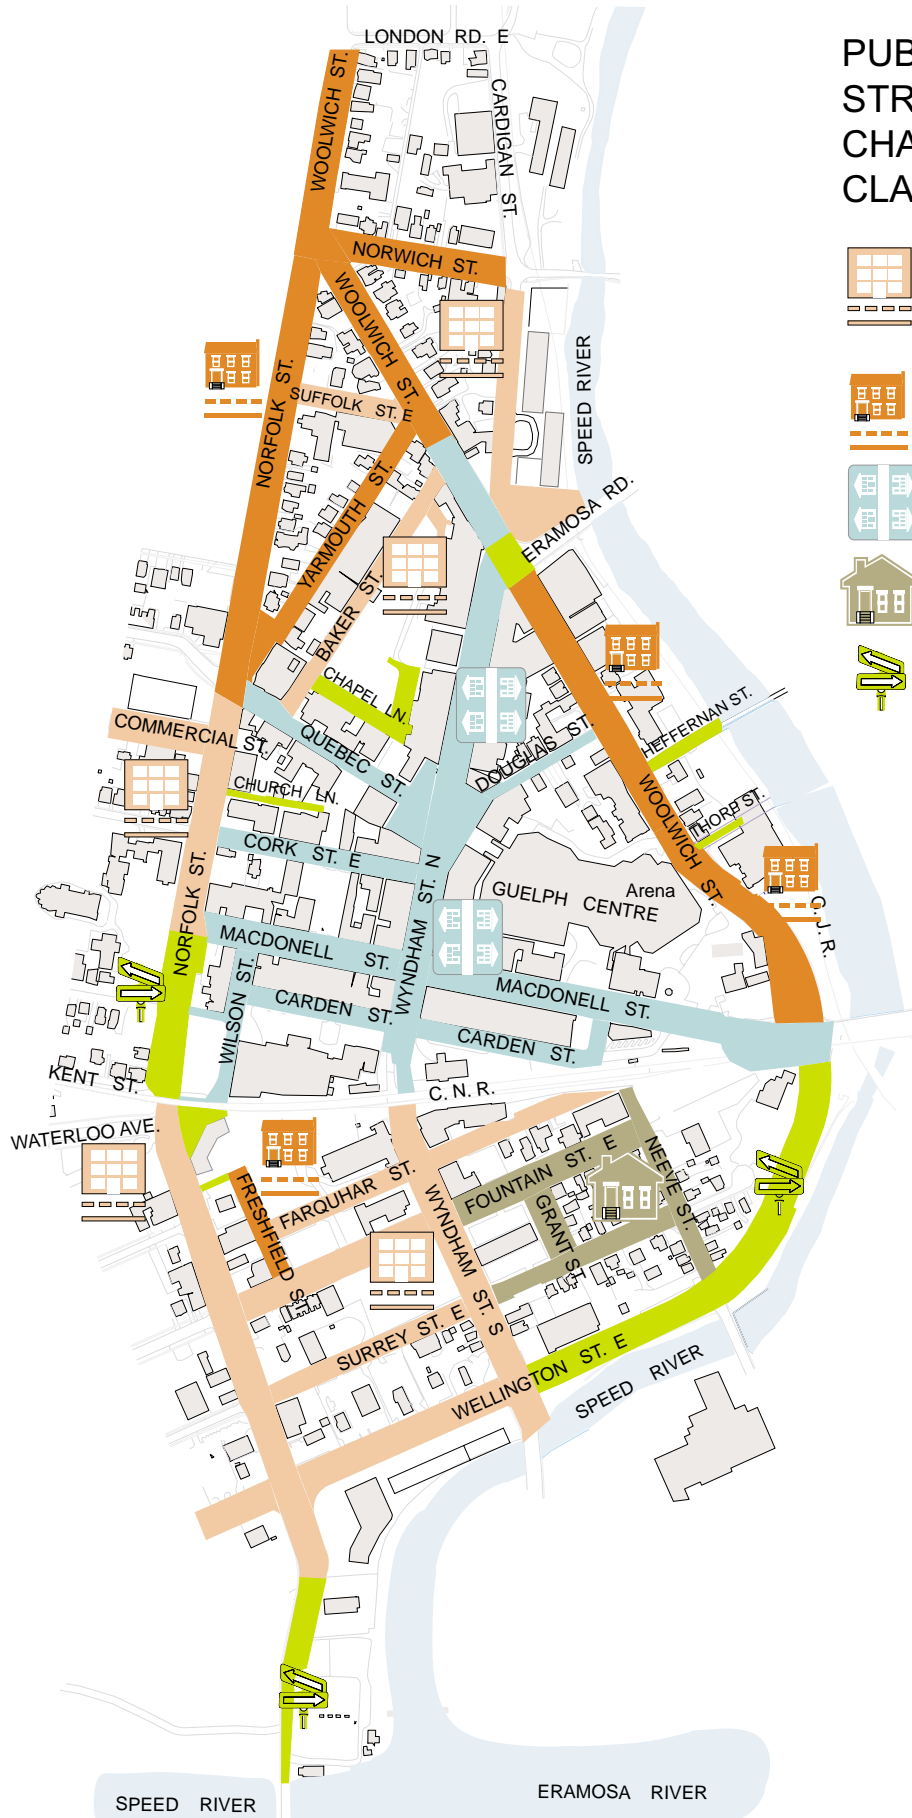 LONDON RD. E
PUB
STR
CHA
CLA
WOOLWICH ST.
CARDIGAN ST.
NORWICH ST.
WOOLWICH ST.
SPEED RIVER
NORFOLK ST.
SUFFOLK ST. E
YARMOUTH ST.
ERAMOSA RD.
BAKER ST.
CHAPEL LN.
HEFFERNAN ST.
COMMERCIAL ST.
QUEBEC ST.
DOUGLAS ST.
CHURCH LN.
WOOLWICH ST.
THORP ST.
CORK ST. E
WYNDHAM ST. N
GUELPH CENTRE
Arena
NORFOLK ST.
MACDONELL ST.
G. J. R.
WILSON ST.
CARDEN ST.
MACDONELL ST.
CARDEN ST.
KENT ST.
C. N. R.
WATERLOO AVE.
FRESHFIELD ST.
FARQUHAR ST.
FOUNTAIN ST. E
NEEVE ST.
GRANT ST.
WYNDHAM ST. S
SURREY ST. E
WELLINGTON ST. E
SPEED RIVER
SPEED RIVER
ERAMOSA RIVER